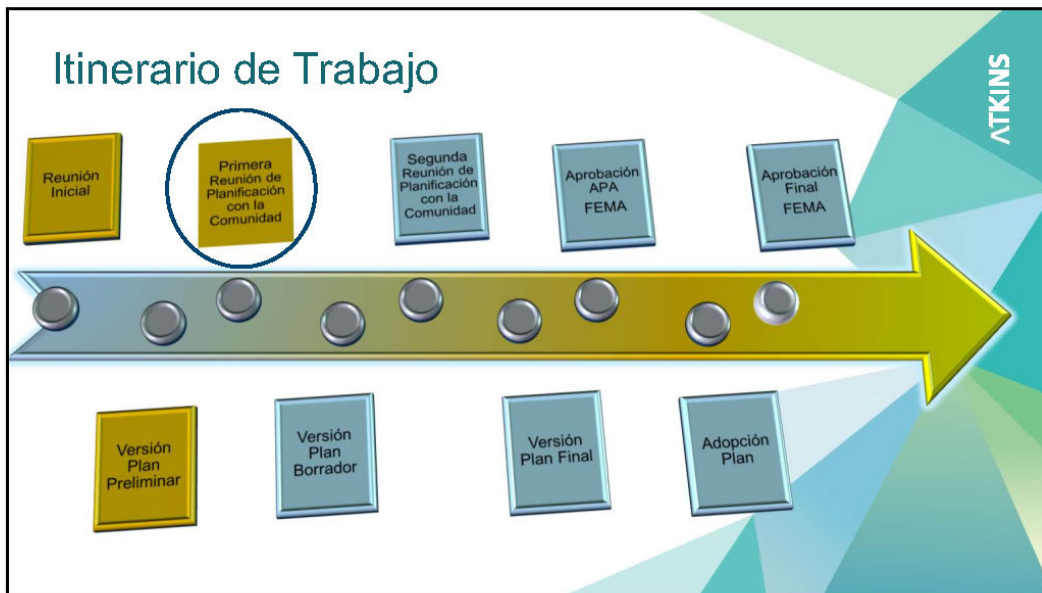 Itinerario de Trabajo
ATKINS
Reunión
Inicial
Primera
Reunión de
Planificación
con la
Comunidad
Segunda
Reunión de
Planificación
con la
Comunidad
Aprobación
APA
FEMA
Aprobación
Final
FEMA
Versión
Plan
Preliminar
Versión
Plan
Borrador
Versión
Plan Final
Adopción
Plan